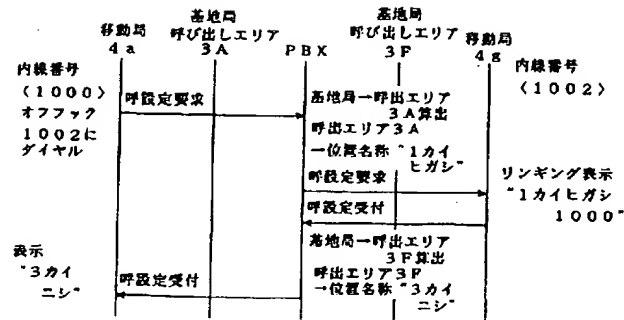 移動局
4a
基地局
呼び出しエリア
3A
PBX
基地局
呼び出しエリア
3F
移動局
4g
内線番号
〈1000〉
オフフック
1002に
ダイヤル
呼設定要求
基地局→呼出エリア
3A算出
呼出エリア3A
→位置名称“1カイ
ヒガシ”
内線番号
〈1002〉
呼設定要求
リンギング表示
“1カイヒガシ
1000”
呼設定受付
基地局→呼出エリア
3F算出
呼出エリア3F
→位置名称“3カイ
ニシ”
呼設定受付
表示
“3カイ
ニシ”